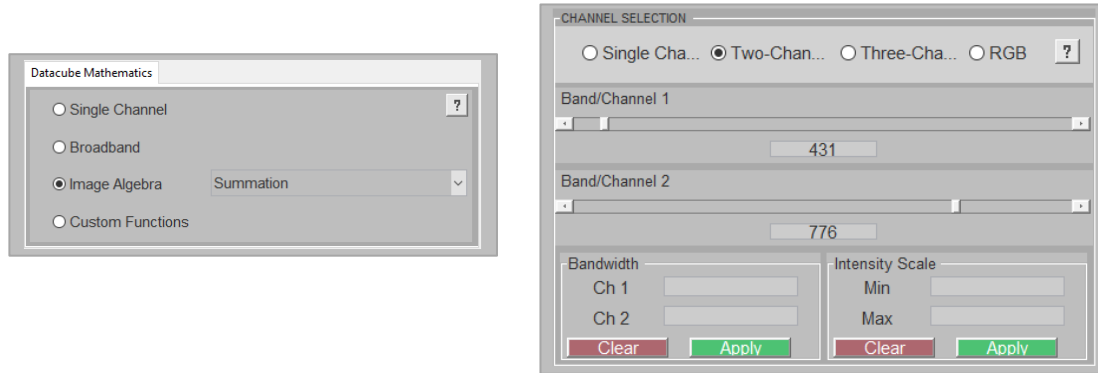 Datacube Mathematics
Single Channel
?
Broadband
Image Algebra Summation
Custom Functions
CHANNEL SELECTION
Single Cha... Two-Chan... Three-Cha... RGB ?
Band/Channel 1
431
Band/Channel 2
776
Bandwidth
Ch 1
Ch 2
Clear Apply
Intensity Scale
Min
Max
Clear Apply